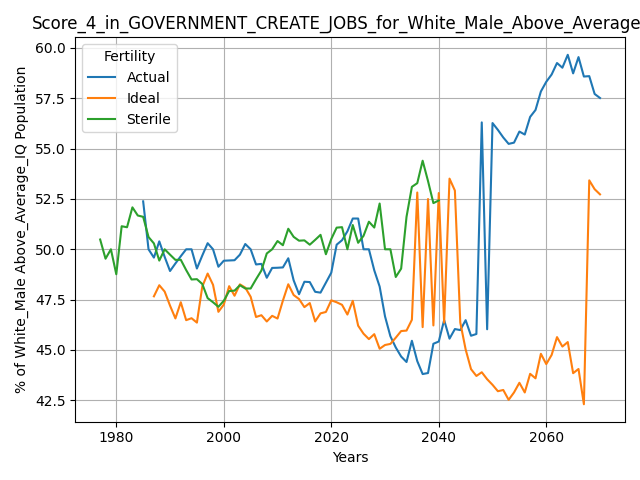 Score_4_in_GOVERNMENT_CREATE_JOBS_for_White_Male_Above_Average
60.0
57.5
55.0
52.5
50.0
47.5
45.0
42.5
% of White_Male Above_Average_IQ Population
Fertility
Actual
Ideal
Sterile
1980 2000 2020 2040 2060
Years